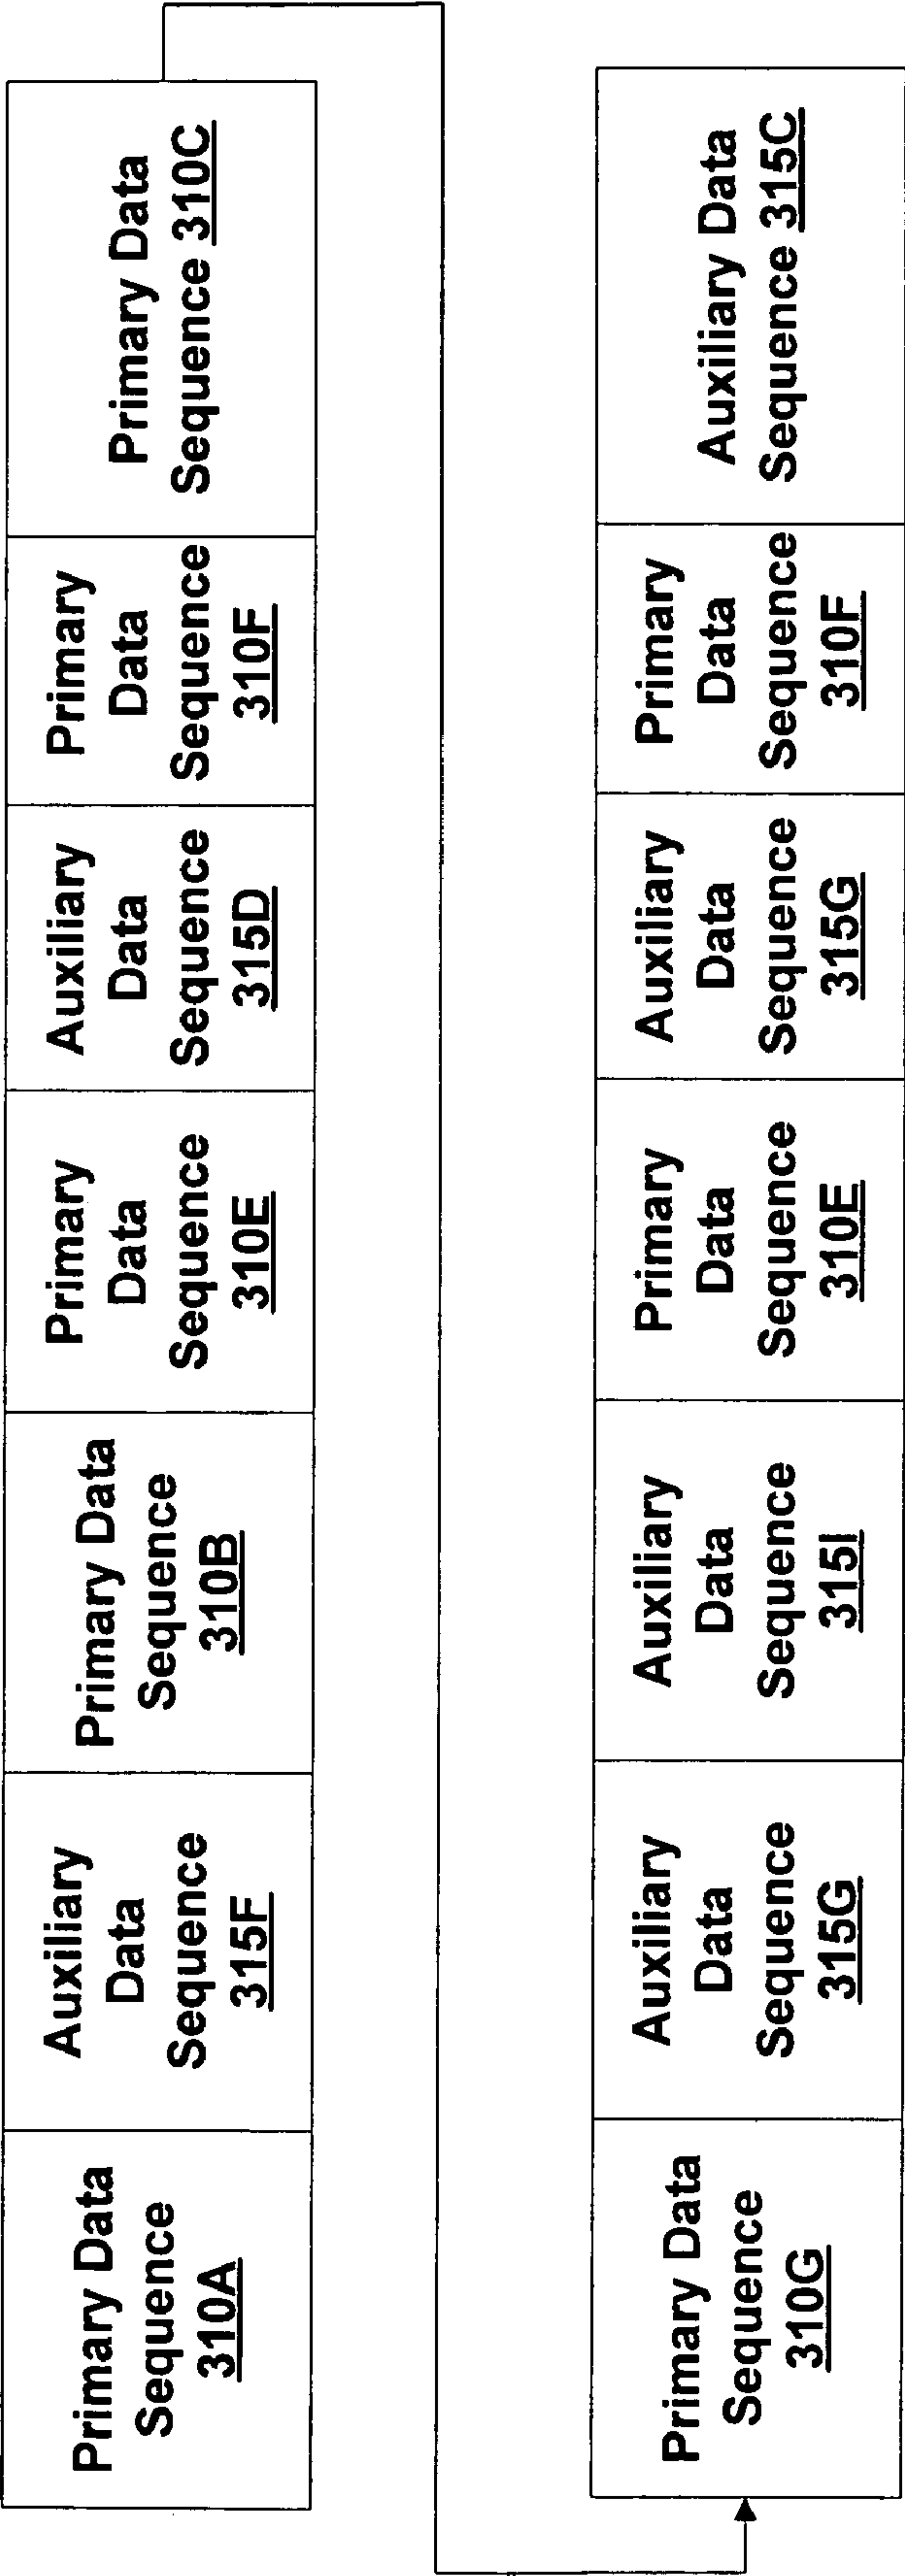 Primary Data
Sequence
310A
Auxiliary
Data
Sequence
315F
Primary Data
Sequence
310B
Primary
Data
Sequence
310E
Auxiliary
Data
Sequence
315D
Primary
Data
Sequence
310F
Primary Data
Sequence 310C
Primary Data
Sequence
310G
Auxiliary
Data
Sequence
315G
Auxiliary
Data
Sequence
315I
Primary
Data
Sequence
310E
Auxiliary
Data
Sequence
315G
Primary
Data
Sequence
310F
Auxiliary Data
Sequence 315C